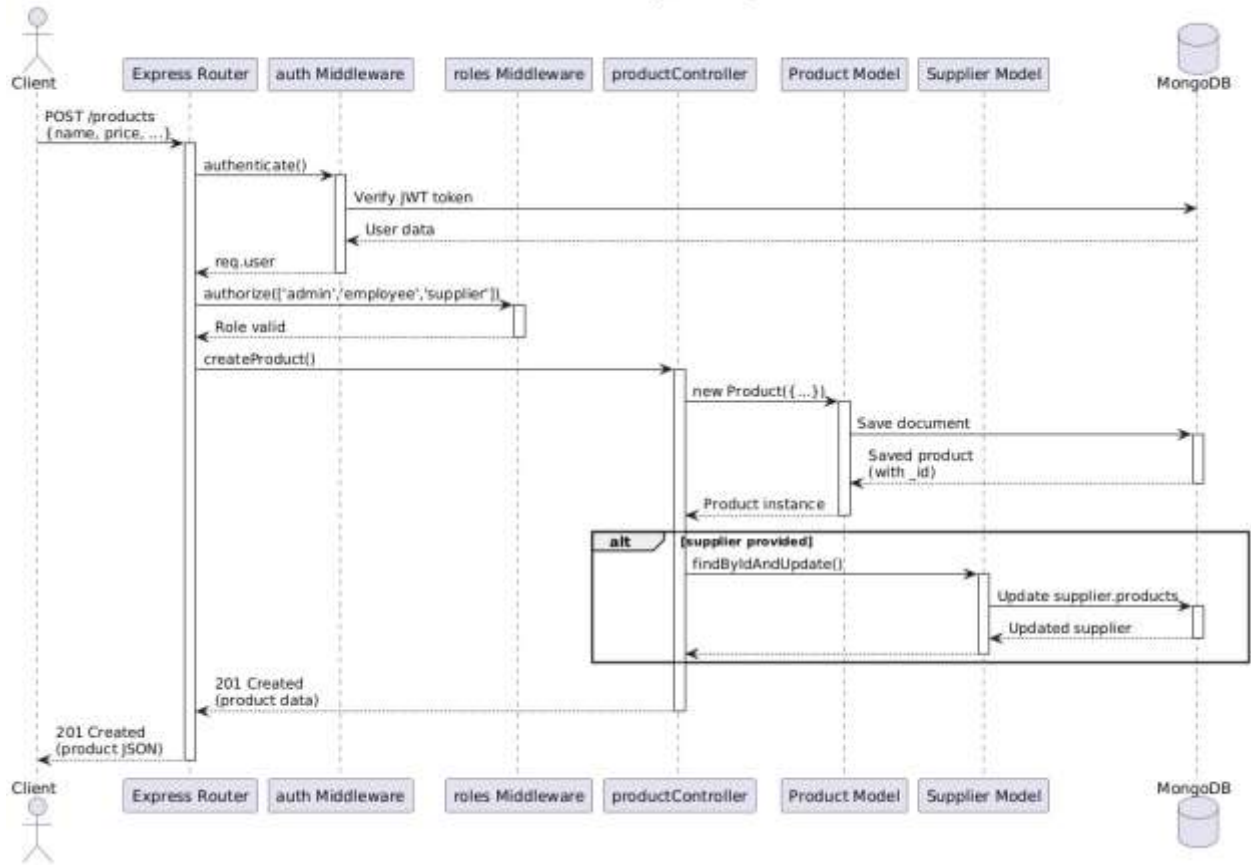 Client
Express Router
auth Middleware
roles Middleware
productController
Product Model
Supplier Model
MongoDB
POST /products
{name, price, ...}
authenticate()
Verify JWT token
User data
req.user
authorize(['admin','employee','supplier'])
Role valid
createProduct()
new Product({...})
Save document
Saved product
(with _id)
Product instance
alt
[supplier provided]
findByIdAndUpdate()
Update supplier.products
Updated supplier
201 Created
(product data)
201 Created
(product JSON)
Client
Express Router
auth Middleware
roles Middleware
productController
Product Model
Supplier Model
MongoDB